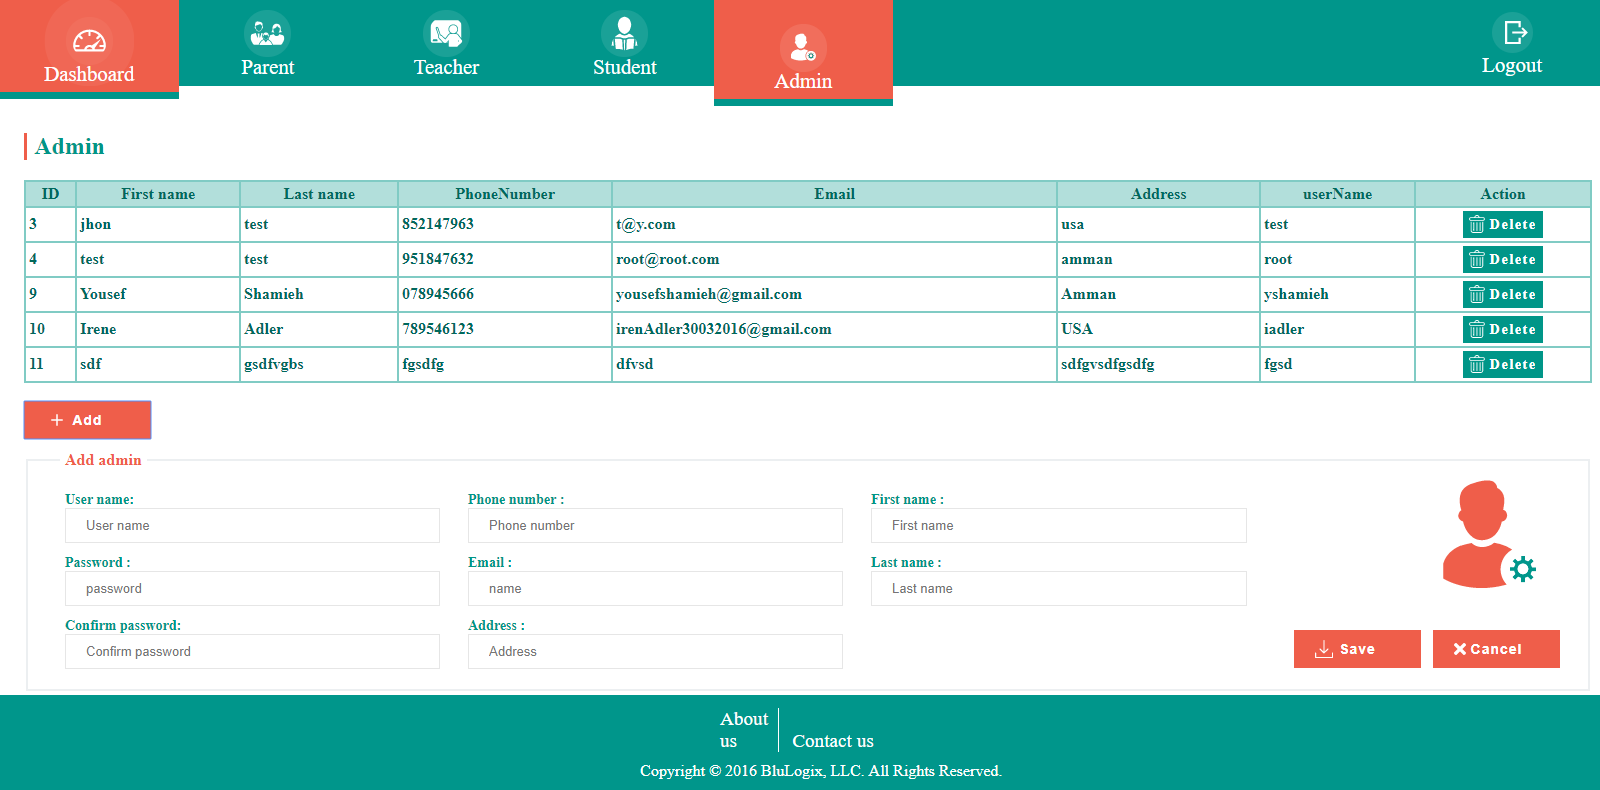 Dashboard Parent Teacher Student Admin Logout
Admin
ID First name Last name PhoneNumber Email Address userName Action
3 jhon test 852147963 t@y.com usa test Delete
4 test test 951847632 root@root.com amman root Delete
9 Yousef Shamieh 078945666 yousefshamieh@gmail.com Amman yshamieh Delete
10 Irene Adler 789546123 irenAdler30032016@gmail.com USA iadler Delete
11 sdf gsdfvgbs fgsdfg dfvsd sdfgvsdfgsdfg fgsd Delete
+ Add
Add admin
User name: Phone number : First name :
User name Phone number First name
Password : Email : Last name :
password name Last name
Confirm password: Address :
Confirm password Address
Save Cancel
About
us Contact us
Copyright © 2016 BluLogix, LLC. All Rights Reserved.